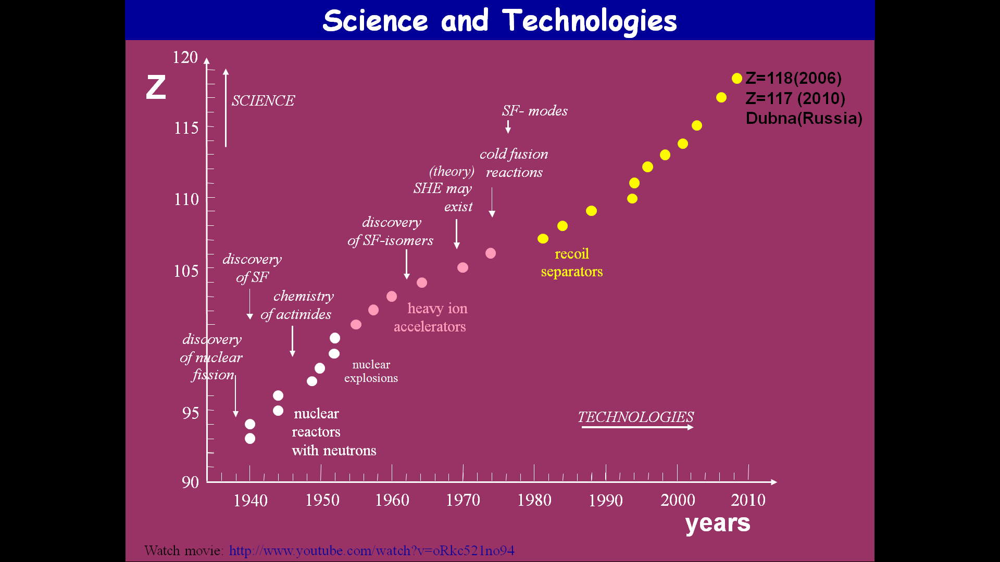 Science and Technologies
120
Z
SCIENCE
Z=118(2006)
Z=117 (2010)
Dubna(Russia)
SF- modes
115
cold fusion
reactions
(theory)
SHE may
exist
110
discovery
of SF-isomers
recoil
separators
discovery
of SF
105
chemistry
of actinides
heavy ion
accelerators
discovery
of nuclear
fission
nuclear
explosions
95
nuclear
reactors
with neutrons
TECHNOLOGIES
90
1940 1950 1960 1970 1980 1990 2000 2010
years
Watch movie: http://www.youtube.com/watch?v=oRkc521no94